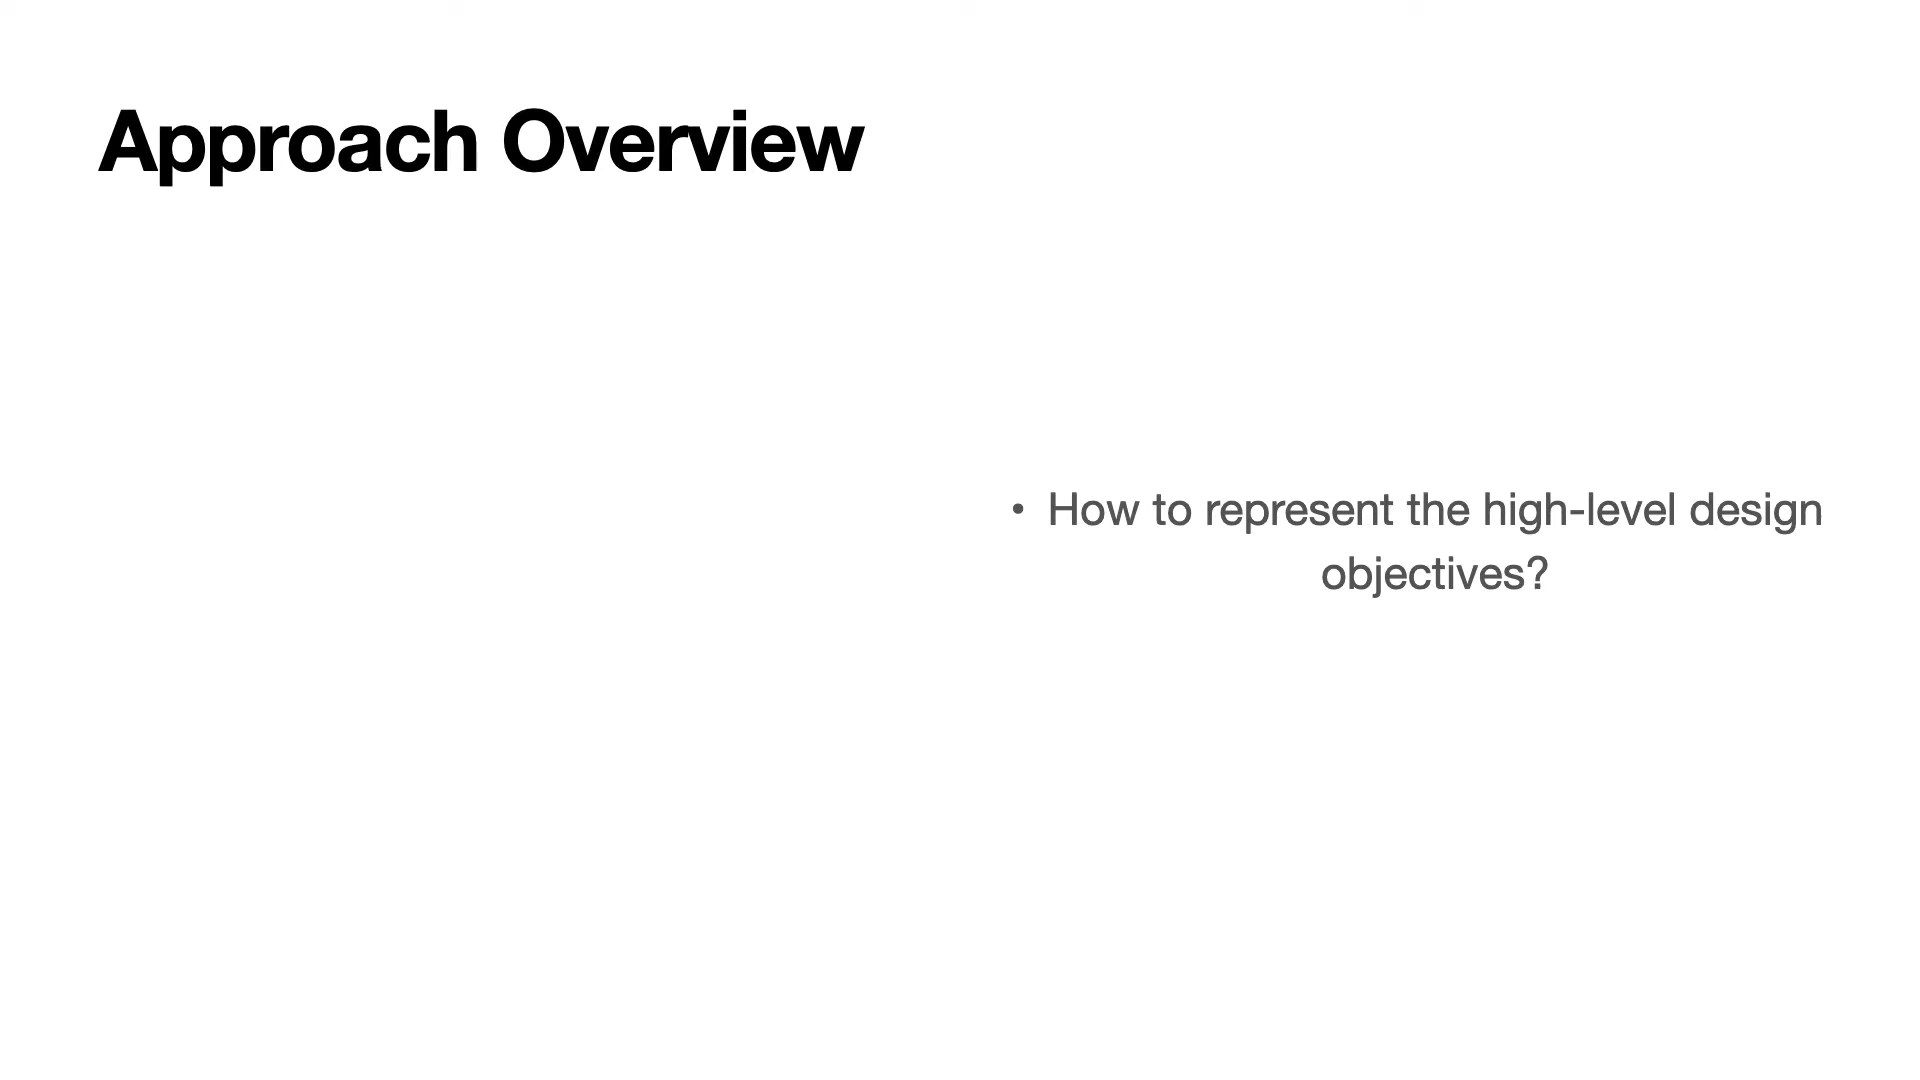 Approach Overview
• How to represent the high-level design
objectives?